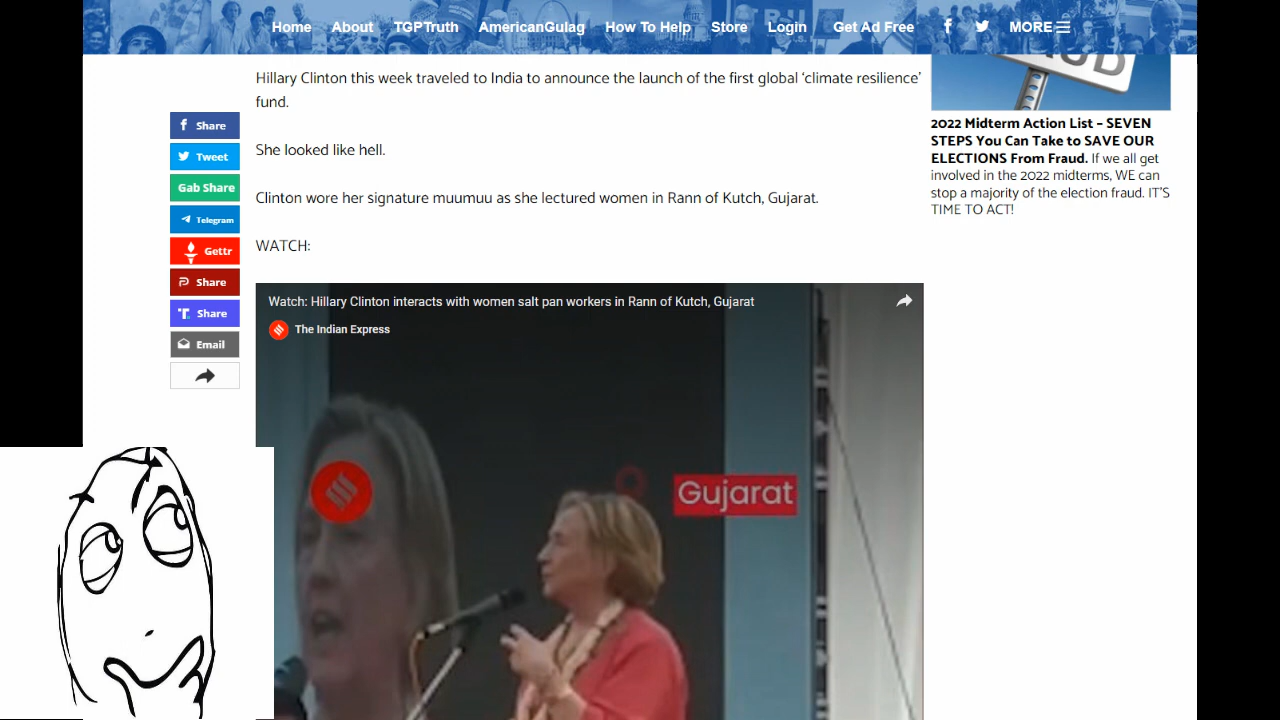 Home About TGPTruth AmericanGulag How To Help Store Login Get Ad Free MORE
Hillary Clinton this week traveled to India to announce the launch of the first global ‘climate resilience’
fund.
She looked like hell.
Clinton wore her signature muumuu as she lectured women in Rann of Kutch, Gujarat.
WATCH:
Share
Tweet
Gab Share
Telegram
Gettr
Share
Share
Email
Watch: Hillary Clinton interacts with women salt pan workers in Rann of Kutch, Gujarat
The Indian Express
Gujarat
2022 Midterm Action List – SEVEN
STEPS You Can Take to SAVE OUR
ELECTIONS From Fraud. If we all get
involved in the 2022 midterms, WE can
stop a majority of the election fraud. IT'S
TIME TO ACT!